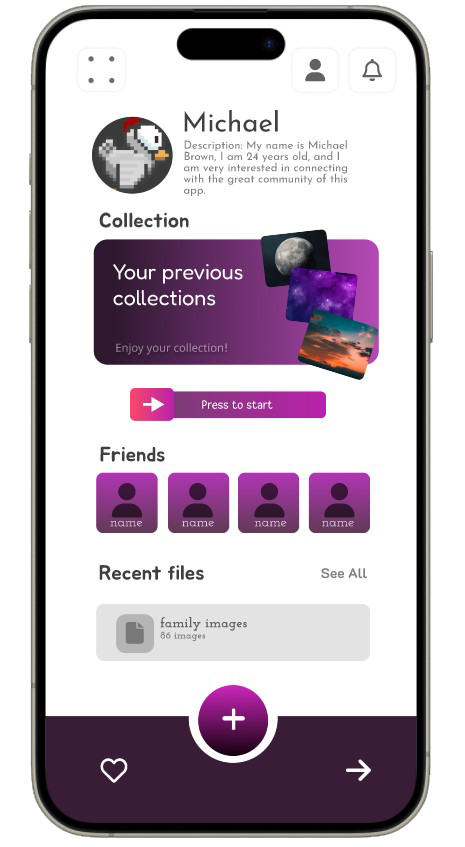 Michael
Description: My name is Michael
Brown, I am 24 years old, and I
am very interested in connecting
with the great community of this
app.
Collection
Your previous
collections
Enjoy your collection!
Press to start
Friends
name name name name
Recent files See All
family images
86 images